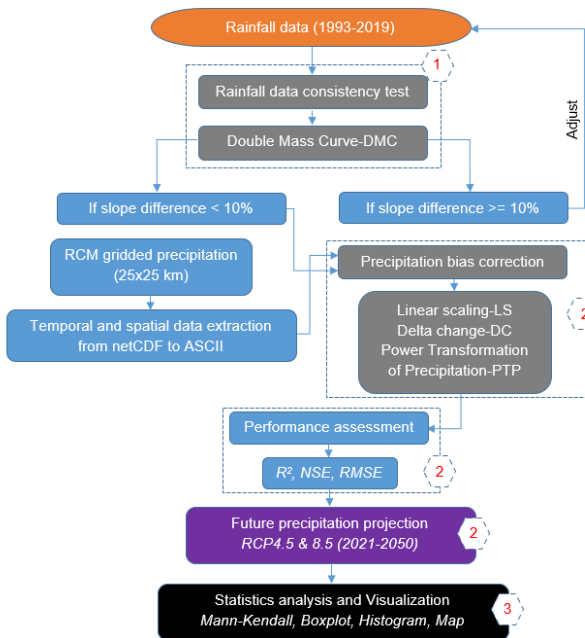 Rainfall data (1993-2019)
1
Rainfall data consistency test
Double Mass Curve-DMC
Adjust
If slope difference < 10%
If slope difference >= 10%
RCM gridded precipitation
(25x25 km)
Temporal and spatial data extraction
from netCDF to ASCII
Precipitation bias correction
Linear scaling-LS
Delta change-DC
Power Transformation
of Precipitation-PTP
2
Performance assessment
R², NSE, RMSE
2
Future precipitation projection
RCP4.5 & 8.5 (2021-2050)
2
Statistics analysis and Visualization
Mann-Kendall, Boxplot, Histogram, Map
3